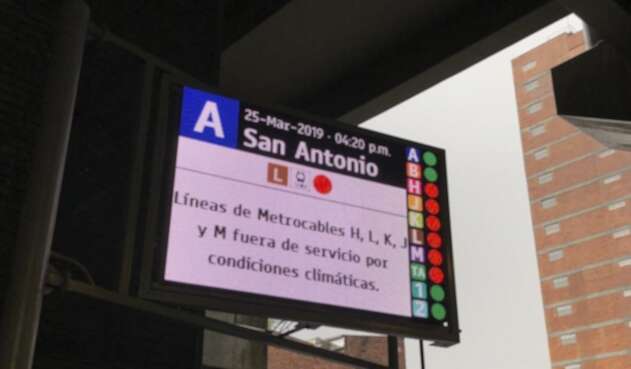 A
25-Mar-2019 · 04:20 p.m.
San Antonio
L
Líneas de Metrocables H, L, K, J
y M fuera de servicio por
condiciones climáticas.
A
B
H
J
K
L
M
TA
1
2